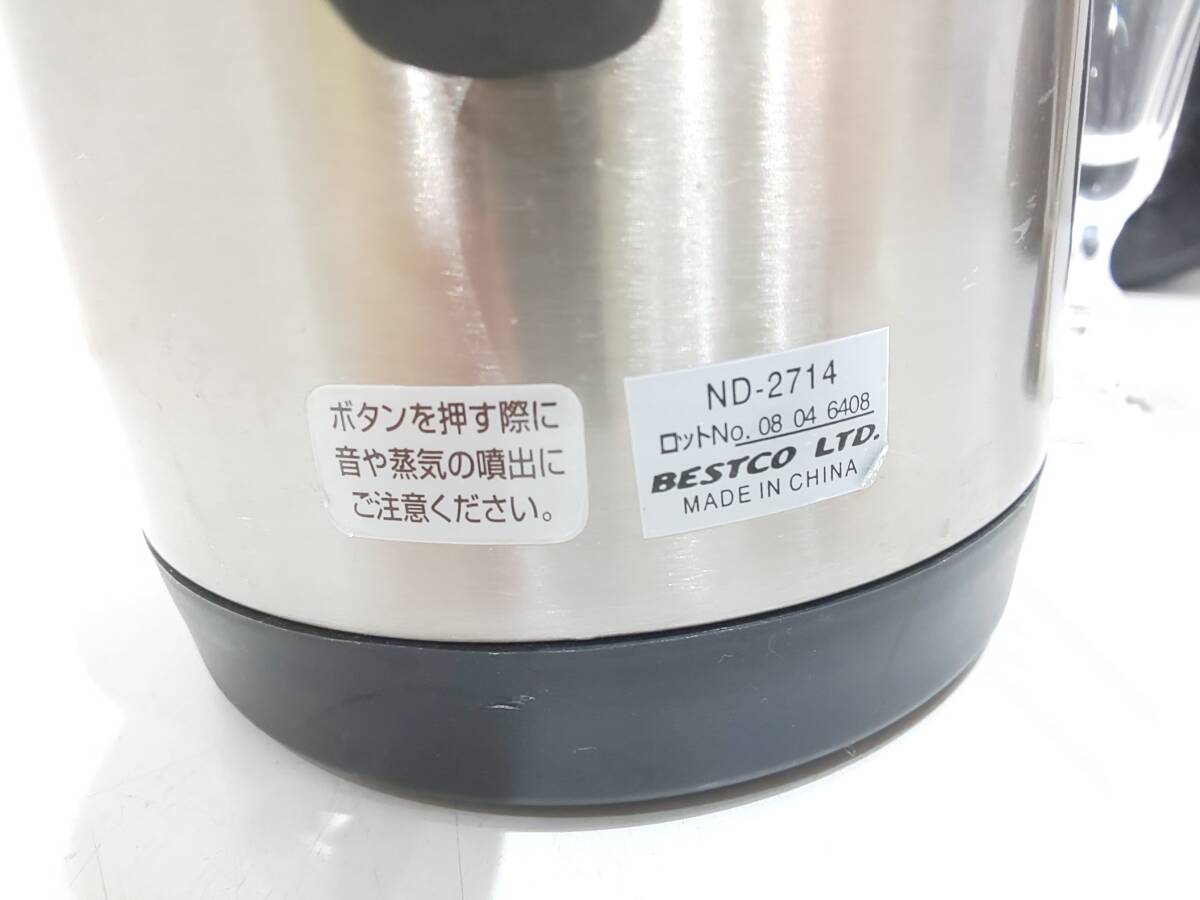 ボタンを押す際に
音や蒸気の噴出に
ご注意ください。
ND-2714
ロットNo. 08 04 6408
BESTCO LTD.
MADE IN CHINA